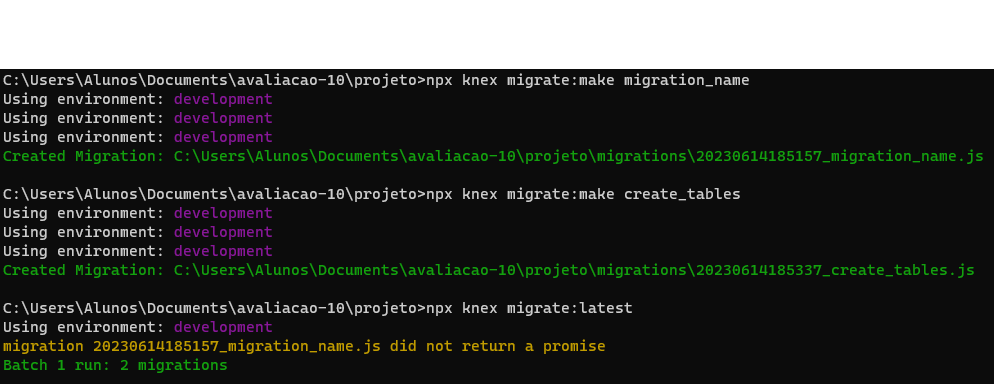 C:\Users\Alunos\Documents\avaliacao-10\projeto>npx knex migrate:make migration_name
Using environment: development
Using environment: development
Using environment: development
Created Migration: C:\Users\Alunos\Documents\avaliacao-10\projeto\migrations\20230614185157_migration_name.js
C:\Users\Alunos\Documents\avaliacao-10\projeto>npx knex migrate:make create_tables
Using environment: development
Using environment: development
Using environment: development
Created Migration: C:\Users\Alunos\Documents\avaliacao-10\projeto\migrations\20230614185337_create_tables.js
C:\Users\Alunos\Documents\avaliacao-10\projeto>npx knex migrate:latest
Using environment: development
migration 20230614185157_migration_name.js did not return a promise
Batch 1 run: 2 migrations